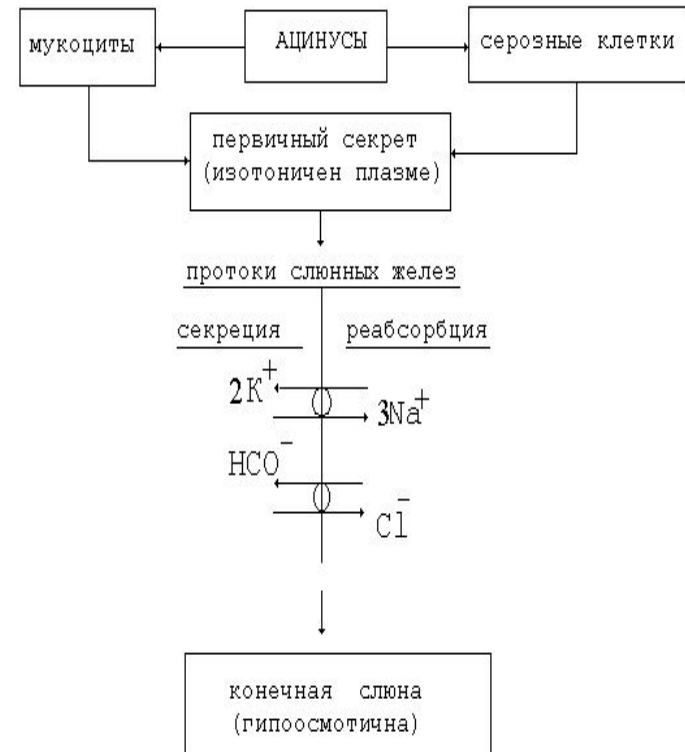 мукоциты
АЦИНУСЫ
серозные клетки
первичный секрет
(изотоничен плазме)
протоки слюнных желез
секреция
реабсорбция
2K+
3Na+
HCO-
Cl-
конечная слюна
(гипоосмотична)